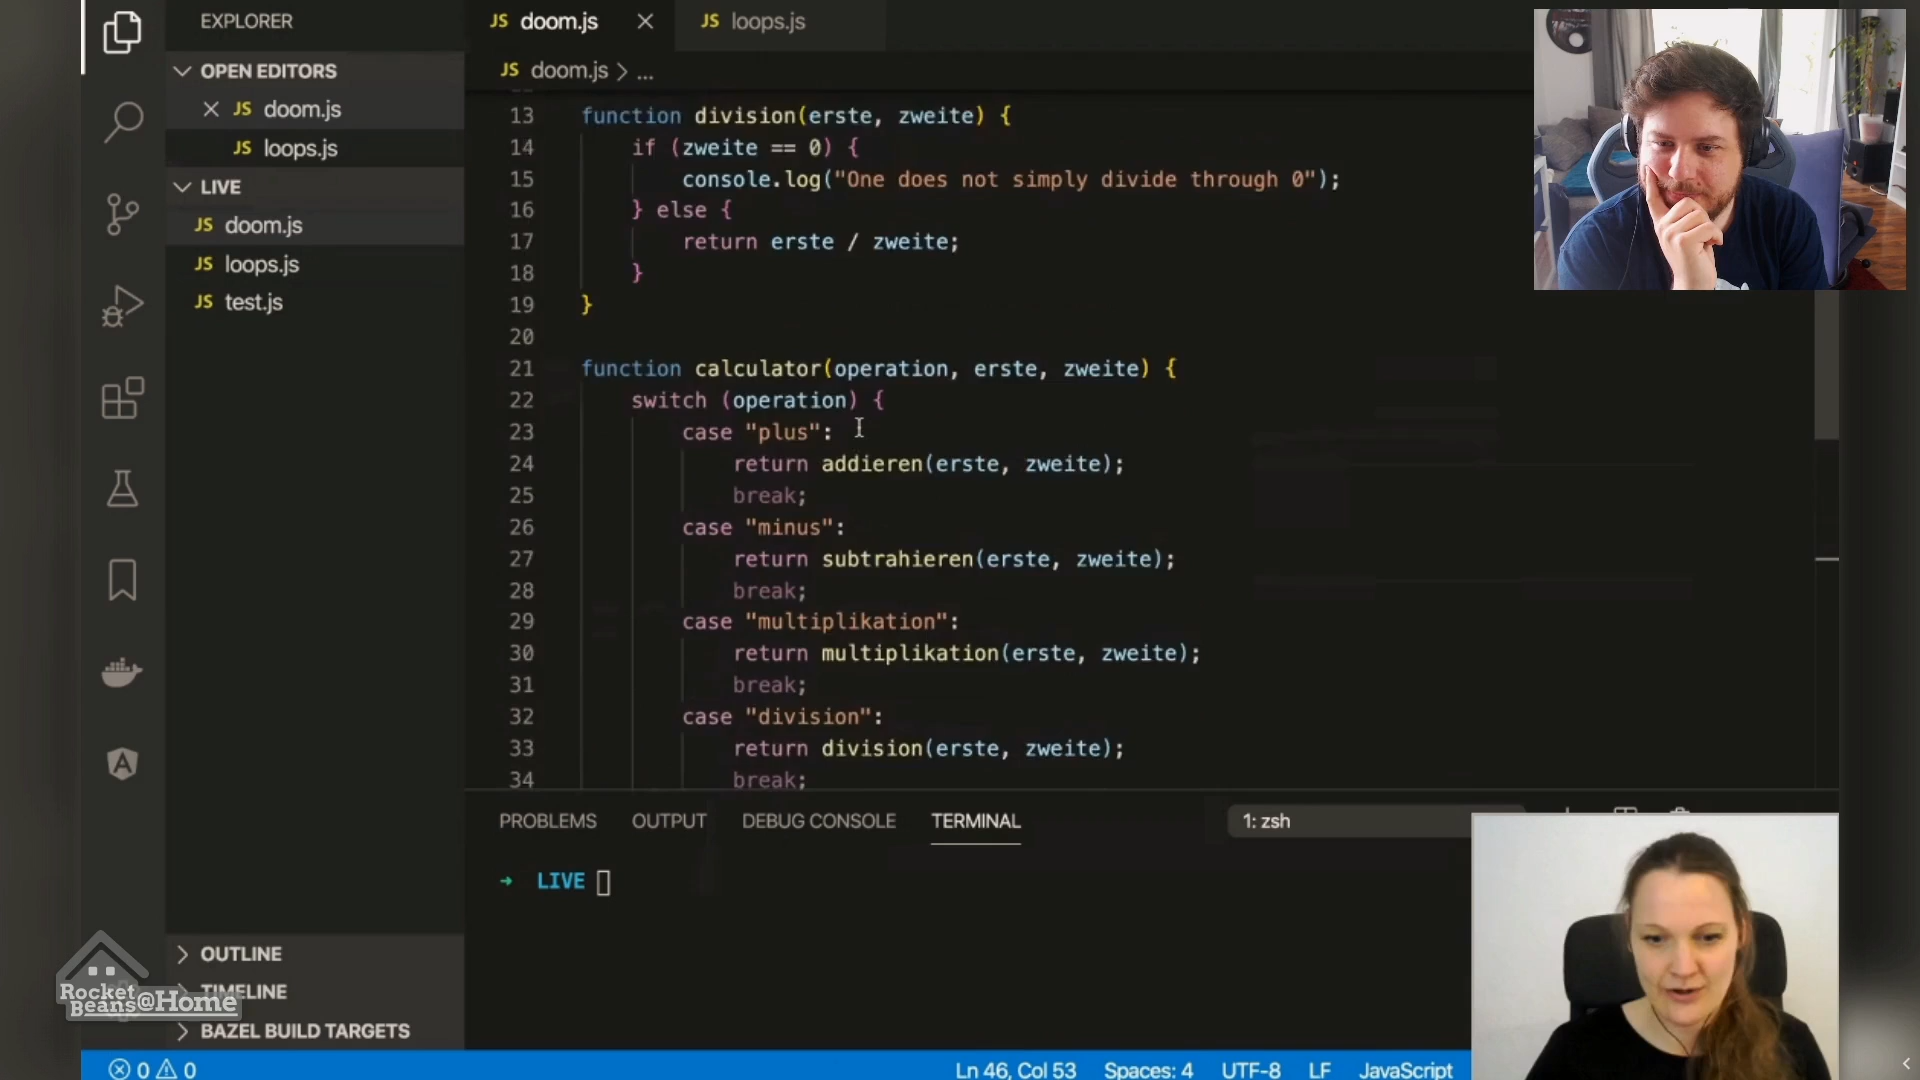 EXPLORER
OPEN EDITORS
JS doom.js
JS loops.js
LIVE
JS doom.js
JS loops.js
JS test.js
OUTLINE
TIMELINE
BAZEL BUILD TARGETS
JS doom.js
JS loops.js
JS doom.js > ...
13 function division(erste, zweite) {
14 if (zweite == 0) {
15 console.log("One does not simply divide through 0");
16 } else {
17 return erste / zweite;
18 }
19 }
20
21 function calculator(operation, erste, zweite) {
22 switch (operation) {
23 case "plus":
24 return addieren(erste, zweite);
25 break;
26 case "minus":
27 return subtrahieren(erste, zweite);
28 break;
29 case "multiplikation":
30 return multiplikation(erste, zweite);
31 break;
32 case "division":
33 return division(erste, zweite);
34 break;
PROBLEMS OUTPUT DEBUG CONSOLE TERMINAL 1: zsh
→ LIVE
Rocket
Beans@Home
0 0 Ln 46, Col 53 Spaces: 4 UTF-8 LF JavaScript